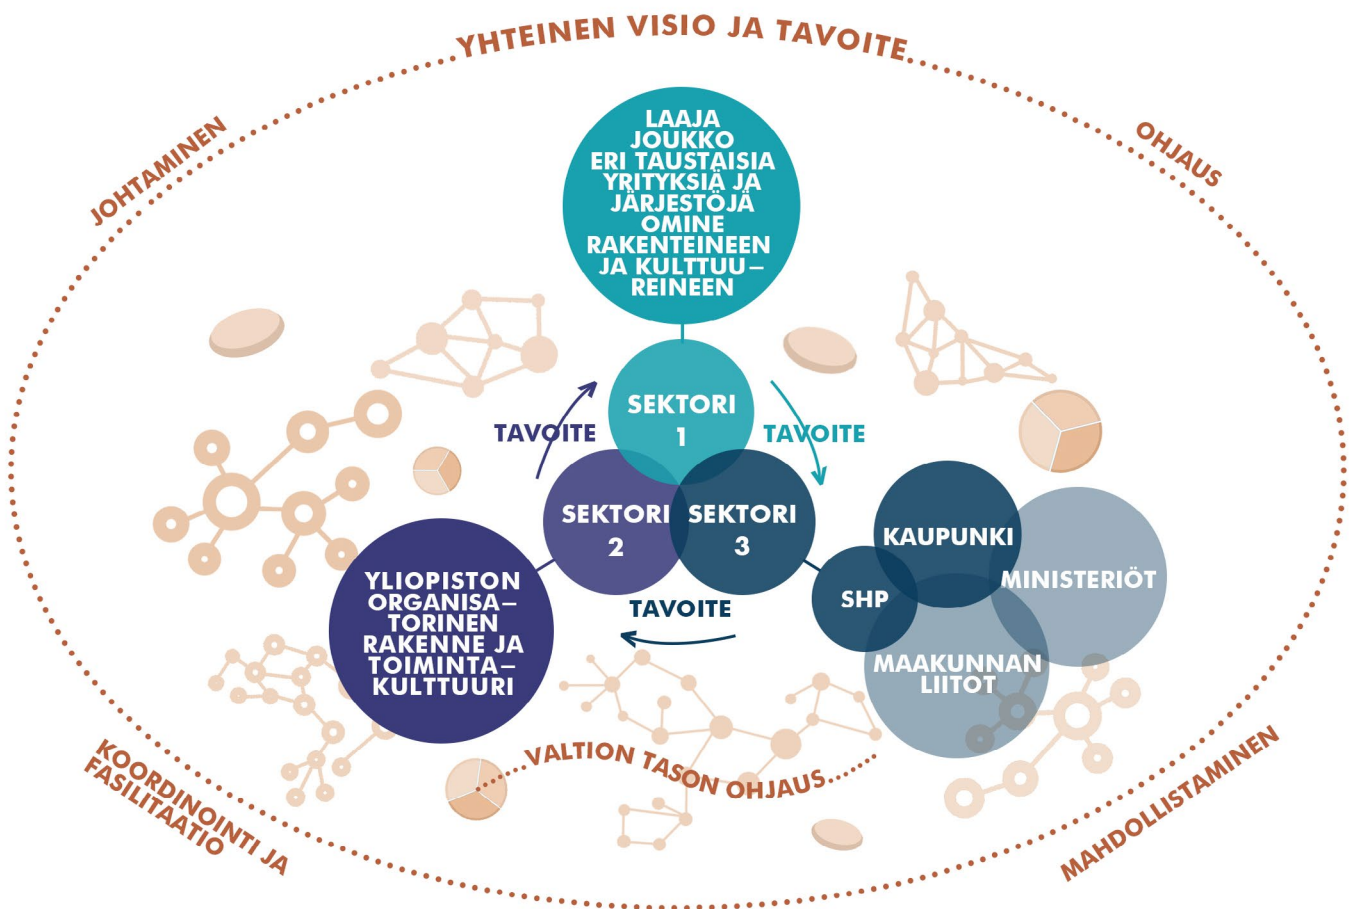 YHTEINEN VISIO JA TAVOITE
JOHTAMINEN
OHJAUS
LAAJA
JOUKKO
ERI TAUSTAISIA
YRITYKSIÄ JA
JÄRJESTÖJÄ
OMINE
RAKENTEINEEN
JA KULTTUU–
REINEEN
SEKTORI
1
TAVOITE
TAVOITE
SEKTORI
2
SEKTORI
3
TAVOITE
YLIOPISTON
ORGANISA–
TORINEN
RAKENNE JA
TOIMINTA–
KULTTUURI
KAUPUNKI
SHP
MINISTERIÖT
MAAKUNNAN
LIITOT
VALTION TASON OHJAUS
KOORDINOINTI JA
FASILITAATIO
MAHDOLLISTAMINEN